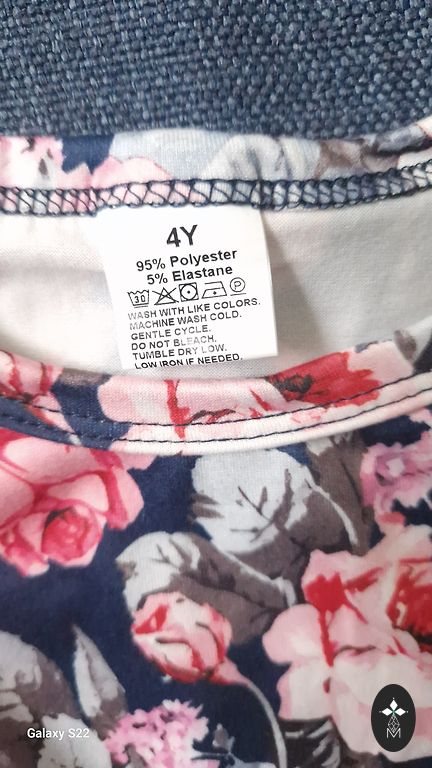 4Y
95% Polyester
5% Elastane
30 P
WASH WITH LIKE COLORS.
MACHINE WASH COLD.
GENTLE CYCLE.
DO NOT BLEACH.
TUMBLE DRY LOW.
LOW IRON IF NEEDED.
Galaxy S22
M